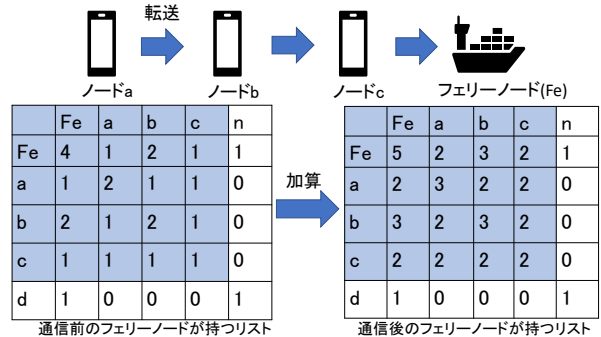 転送
ノードa
ノードb
ノードc
フェリーノード(Fe)
Fe a b c n
Fe 4 1 2 1 1
a 1 2 1 1 0
b 2 1 2 1 0
c 1 1 1 1 0
d 1 0 0 0 1
通信前のフェリーノードが持つリスト
加算
Fe a b c n
Fe 5 2 3 2 1
a 2 3 2 2 0
b 3 2 3 2 0
c 2 2 2 2 0
d 1 0 0 0 1
通信後のフェリーノードが持つリスト